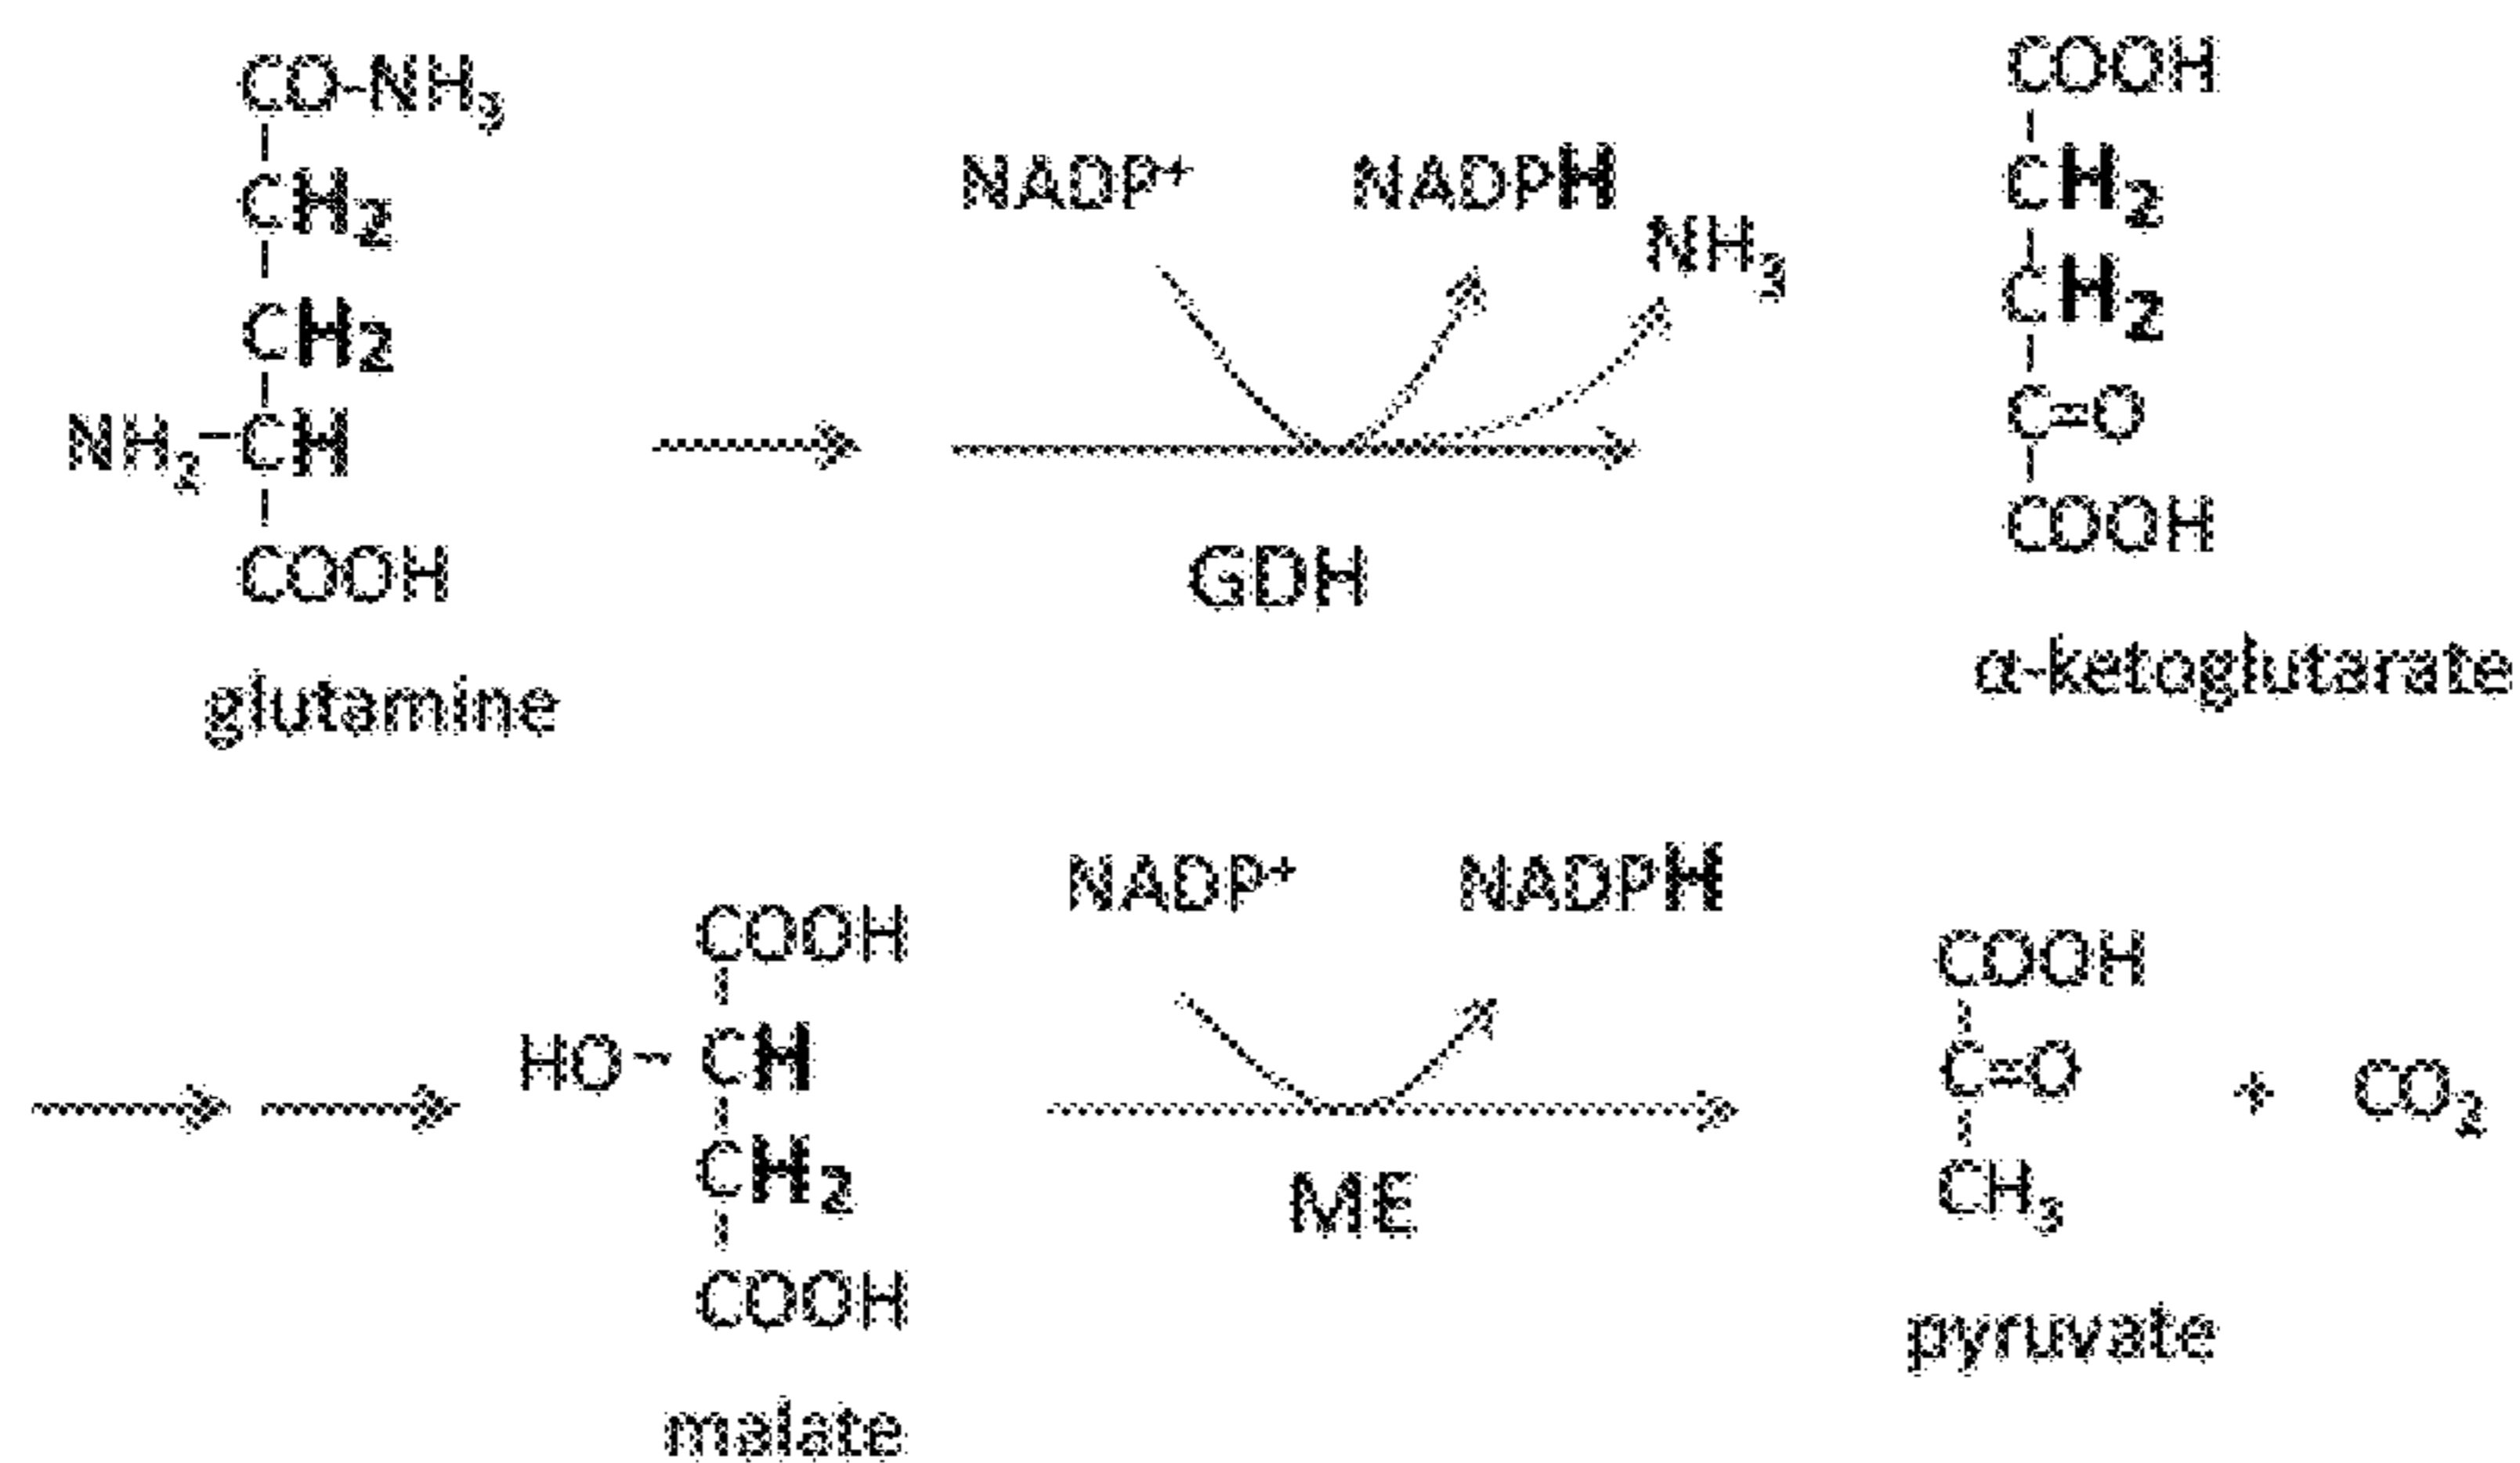 CO-NH3
CH2
CH2
NH2-CH
COOH
glutamine
NADP+ NADPH
NH3
GDH
COOH
CH2
CH2
C=O
COOH
α-ketoglutarate
COOH
HO- CH
CH2
COOH
malate
NADP+ NADPH
ME
COOH
C=O + CO2
CH3
pyruvate